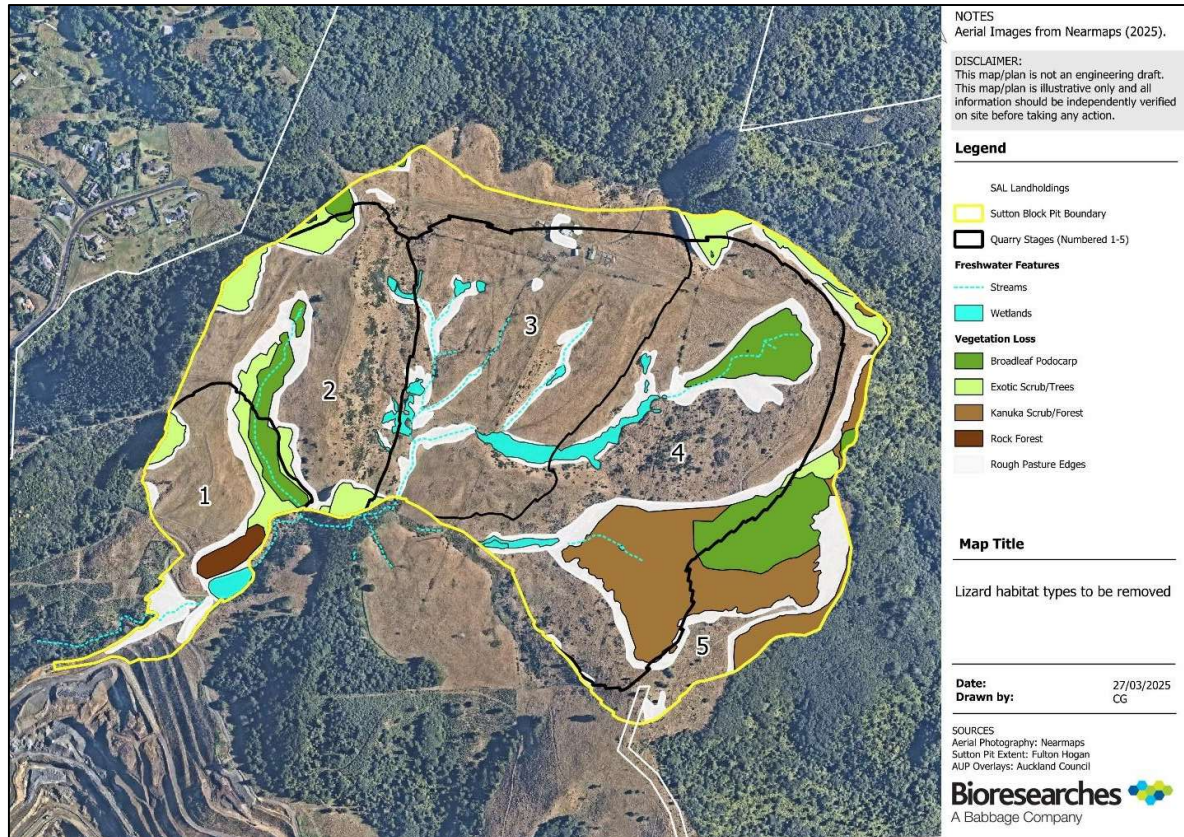 NOTES
Aerial Images from Nearmaps (2025).
DISCLAIMER:
This map/plan is not an engineering draft.
This map/plan is illustrative only and all
information should be independently verified
on site before taking any action.
Legend
SAL Landholdings
Sutton Block Pit Boundary
Quarry Stages (Numbered 1-5)
Freshwater Features
Streams
Wetlands
Vegetation Loss
Broadleaf Podocarp
Exotic Scrub/Trees
Kanuka Scrub/Forest
Rock Forest
Rough Pasture Edges
Map Title
Lizard habitat types to be removed
Date: 27/03/2025
Drawn by: CG
SOURCES
Aerial Photography: Nearmaps
Sutton Pit Extent: Fulton Hogan
AUP Overlays: Auckland Council
Bioresearches
A Babbage Company
1
2
3
4
5